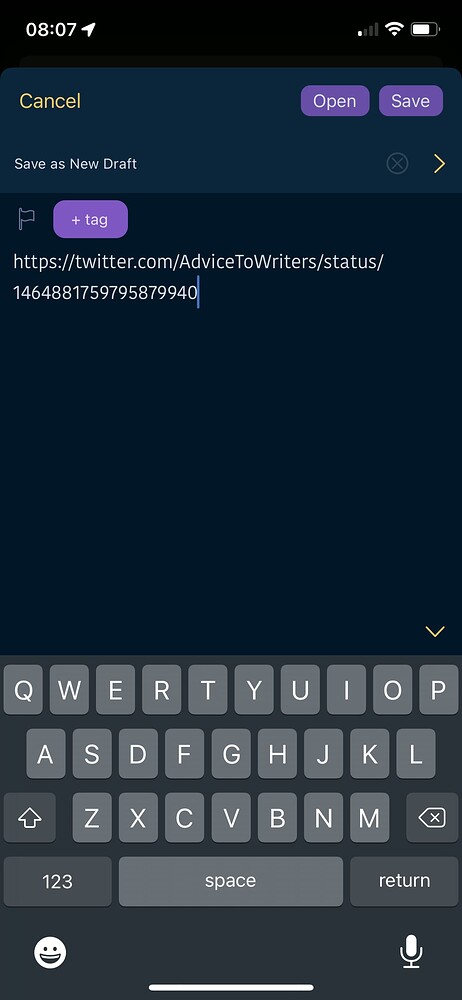 08:07
Cancel
Open
Save
Save as New Draft
+ tag
https://twitter.com/AdviceToWriters/status/
1464881759795879940
Q W E R T Y U I O P
A S D F G H J K L
Z X C V B N M
123
space
return